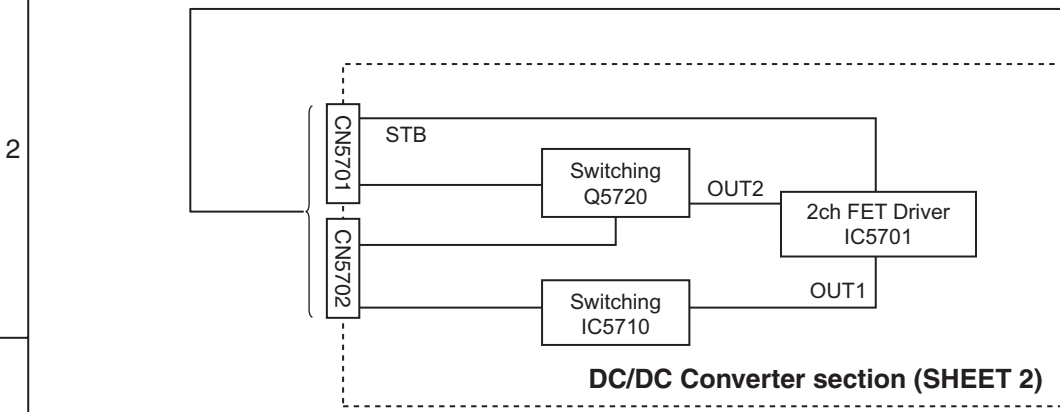 2
CN5701
STB
Switching
Q5720
OUT2
2ch FET Driver
IC5701
CN5702
Switching
IC5710
OUT1
DC/DC Converter section (SHEET 2)